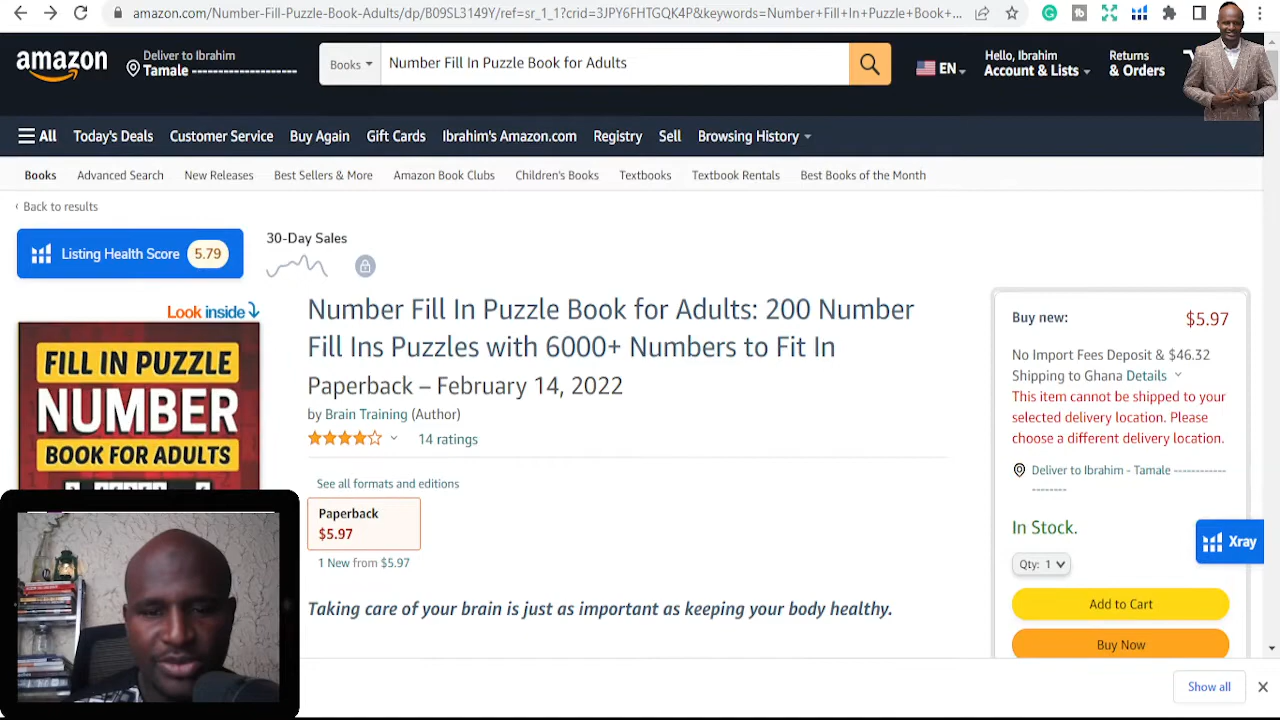 amazon.com/Number-Fill-Puzzle-Book-Adults/dp/B09SL3149Y/ref=sr_1_1?crid=3JPY6FHTGQK4P&keywords=Number+Fill+In+Puzzle+Book+...
amazon
Deliver to Ibrahim
Tamale --------------------
Books
Number Fill In Puzzle Book for Adults
EN
Hello, Ibrahim
Account & Lists
Returns
& Orders
All
Today's Deals
Customer Service
Buy Again
Gift Cards
Ibrahim's Amazon.com
Registry
Sell
Browsing History
Books
Advanced Search
New Releases
Best Sellers & More
Amazon Book Clubs
Children's Books
Textbooks
Textbook Rentals
Best Books of the Month
‹ Back to results
Listing Health Score 5.79
30-Day Sales
Look inside
FILL IN PUZZLE
NUMBER
BOOK FOR ADULTS
Number Fill In Puzzle Book for Adults: 200 Number
Fill Ins Puzzles with 6000+ Numbers to Fit In
Paperback – February 14, 2022
by Brain Training (Author)
14 ratings
See all formats and editions
Paperback
$5.97
1 New from $5.97
Taking care of your brain is just as important as keeping your body healthy.
Buy new:
$5.97
No Import Fees Deposit & $46.32
Shipping to Ghana Details
This item cannot be shipped to your
selected delivery location. Please
choose a different delivery location.
Deliver to Ibrahim - Tamale ------------
--------
In Stock.
Qty: 1
Add to Cart
Buy Now
Xray
Show all